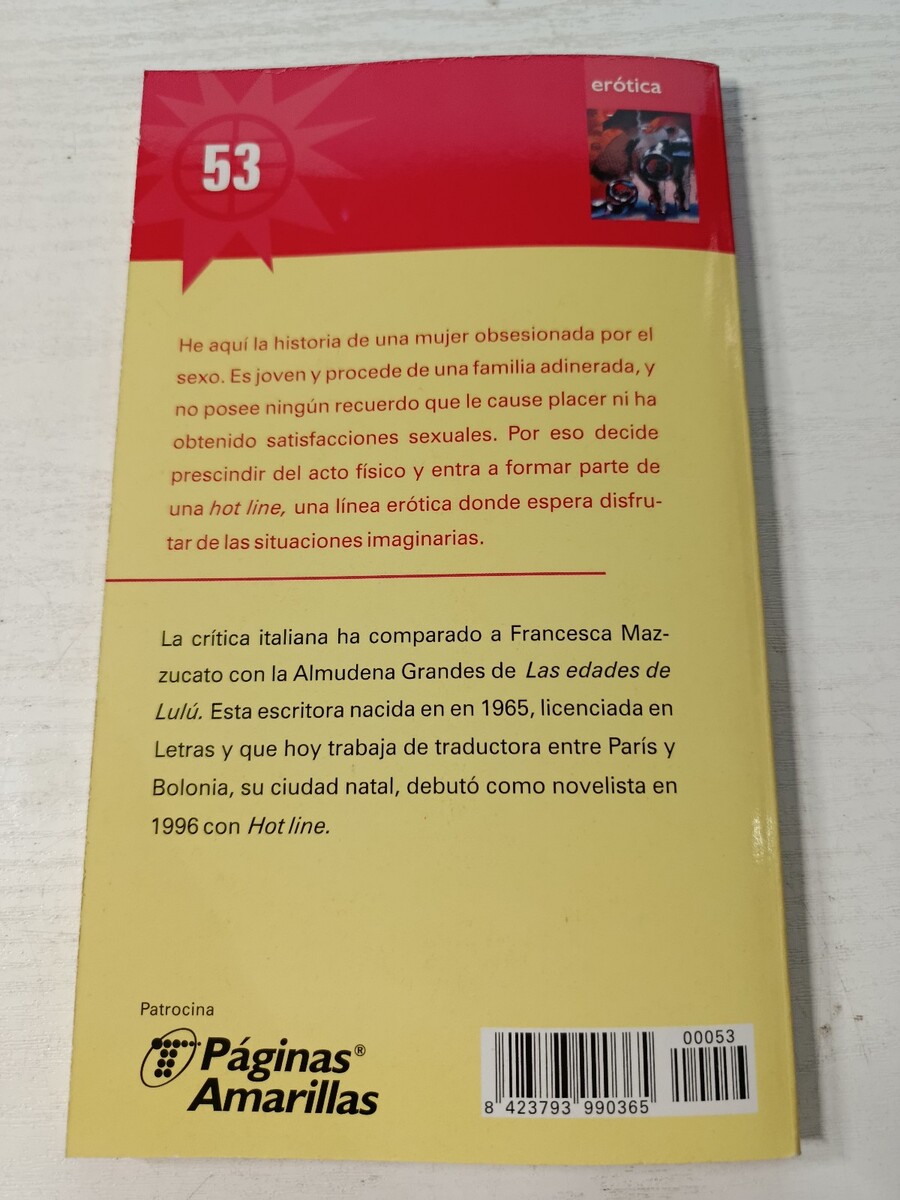 53
erótica
He aquí la historia de una mujer obsesionada por el
sexo. Es joven y procede de una familia adinerada, y
no posee ningún recuerdo que le cause placer ni ha
obtenido satisfacciones sexuales. Por eso decide
prescindir del acto físico y entra a formar parte de
una hot line, una línea erótica donde espera disfru-
tar de las situaciones imaginarias.
La crítica italiana ha comparado a Francesca Maz-
zucato con la Almudena Grandes de Las edades de
Lulú. Esta escritora nacida en en 1965, licenciada en
Letras y que hoy trabaja de traductora entre París y
Bolonia, su ciudad natal, debutó como novelista en
1996 con Hot line.
Patrocina
Páginas®
Amarillas
00053
8 423793 990365